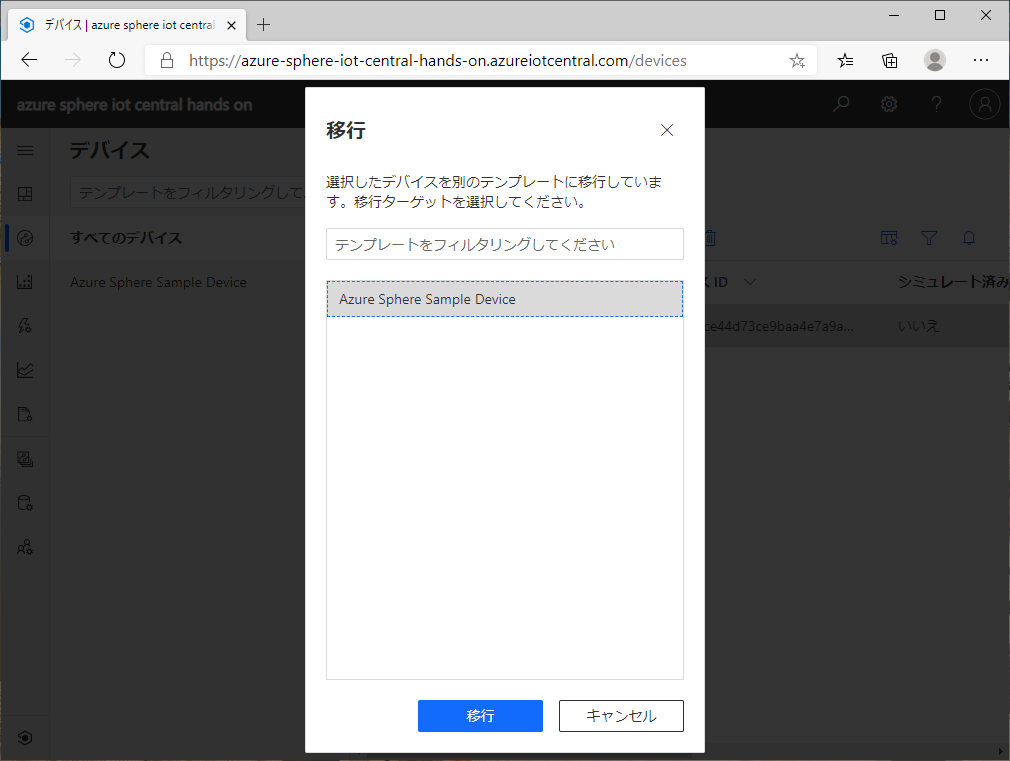 デバイス | azure sphere iot central
https://azure-sphere-iot-central-hands-on.azureiotcentral.com/devices
azure sphere iot central hands on
デバイス
テンプレートをフィルタリングして
すべてのデバイス
Azure Sphere Sample Device
移行
選択したデバイスを別のテンプレートに移行していま
す。移行ターゲットを選択してください。
テンプレートをフィルタリングしてください
Azure Sphere Sample Device
移行
キャンセル
ID
シミュレート済み
ce44d73ce9baa4e7a9a...
いいえ